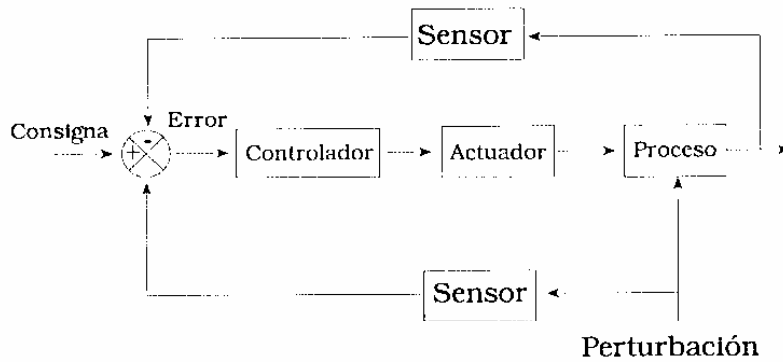 Sensor
Consigna
Error
-
+
Controlador
Actuador
Proceso
Sensor
Perturbación